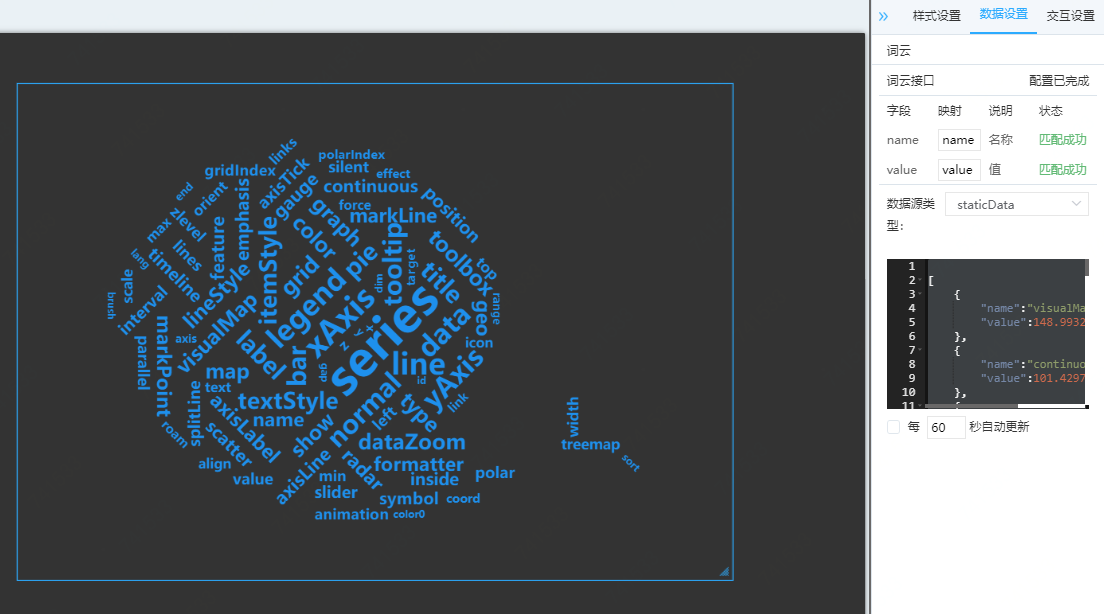 样式设置
数据设置
交互设置
词云
词云接口 配置已完成
字段 映射 说明 状态
name name 名称 匹配成功
value value 值 匹配成功
数据源类型： staticData
1
2 [
3 {
4 "name":"visualMa
5 "value":148.9932
6 },
7 {
8 "name":"continuo
9 "value":101.4297
10 },
11 {
每 60 秒自动更新
links
polarIndex
gridIndex
silent
effect
axisTick
continuous
end
orient
emphasis
gauge
force
markLine
position
max
zlevel
feature
graph
color
tooltip
target
toolbox
top
lang
lines
timeline
itemStyle
grid
pie
dim
title
range
scale
brush
interval
lineStyle
legend
xAxis
series
data
geo
icon
visualMap
axis
markPoint
parallel
label
bar
z
y
x
line
yAxis
map
text
gap
id
textStyle
name
normal
left
type
link
splitLine
roam
scatter
axisLabel
show
dataZoom
width
treemap
sort
align
value
axisLine
min
radar
formatter
inside
polar
slider
symbol
coord
animation
color0